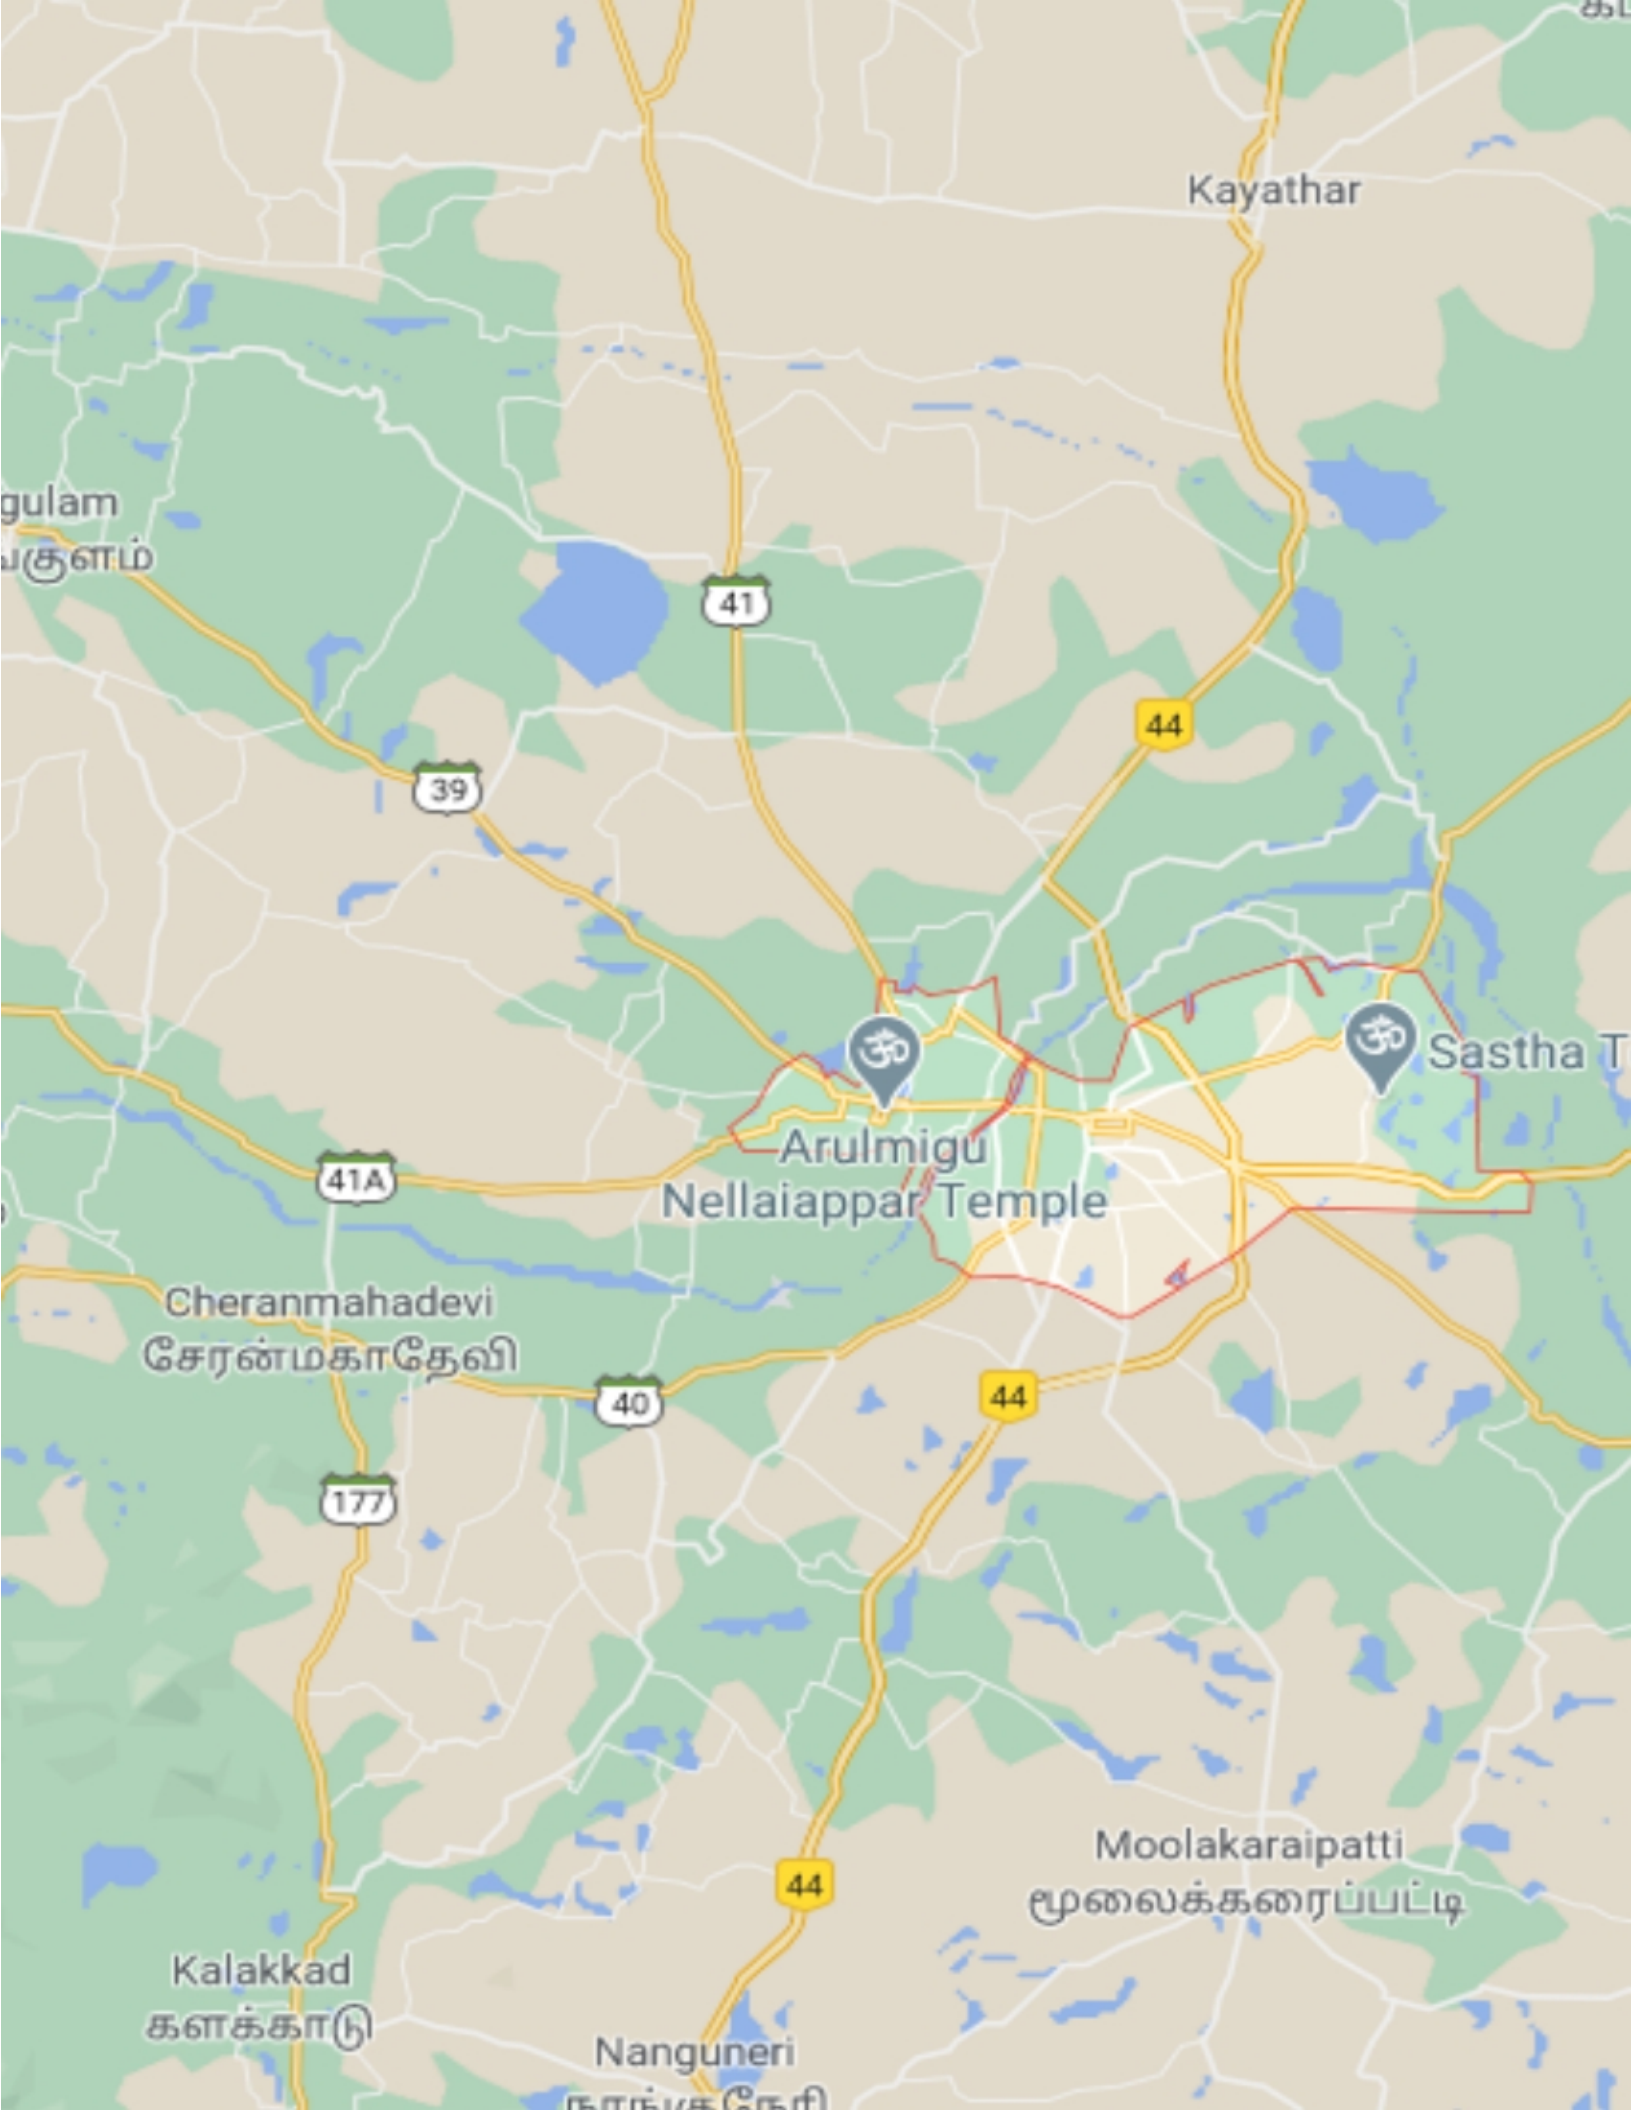 Kayathar
gulam
41
44
39
Sastha T
Arulmigu
Nellaiappar Temple
41A
Cheranmahadevi
சேரன்மகாதேவி
40
44
177
Moolakaraipatti
மூலைக்கரைப்பட்டி
44
Kalakkad
களக்காடு
Nanguneri
நாங்குநேரி